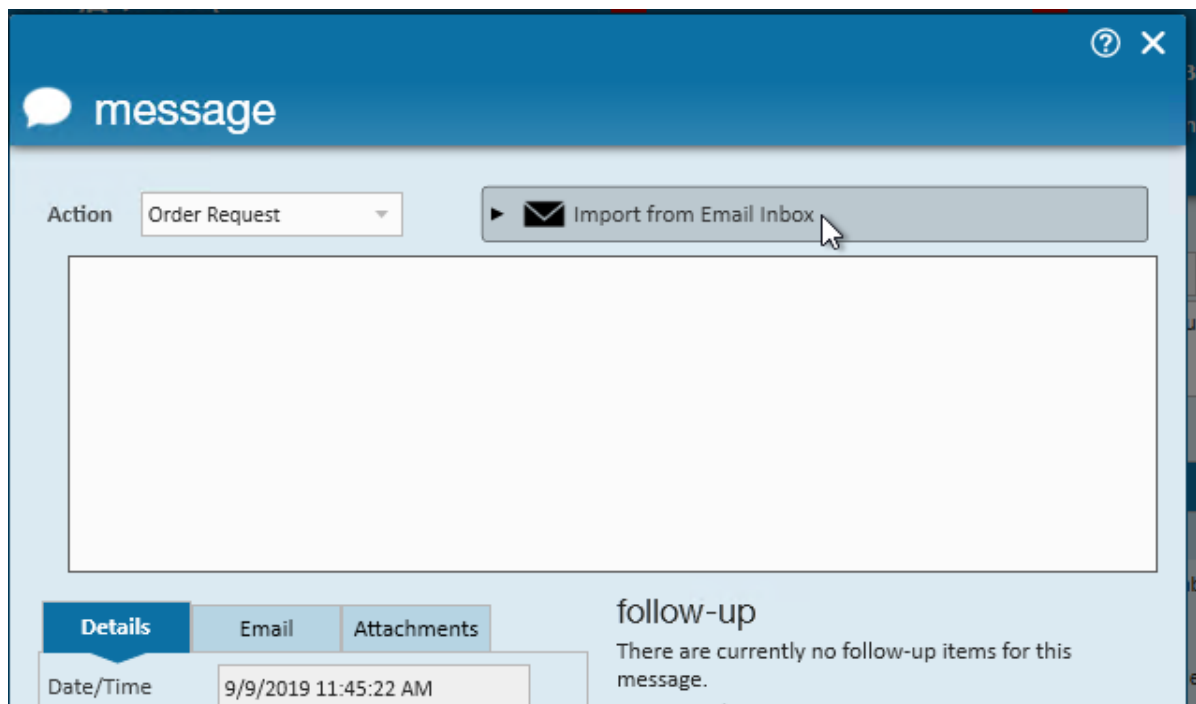 message
Action
Order Request
Import from Email Inbox
Details
Email
Attachments
follow-up
There are currently no follow-up items for this
message.
Date/Time
9/9/2019 11:45:22 AM